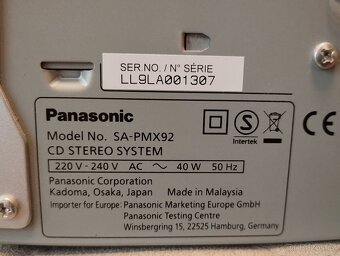 SER.NO. / N° SÉRIE
LL9LA001307
Panasonic
Model No. SA-PMX92
CD STEREO SYSTEM
220 V - 240 V AC ~ 40 W 50 Hz
S
Intertek
CE
Panasonic Corporation
Kadoma, Osaka, Japan Made in Malaysia
Importer for Europe: Panasonic Marketing Europe GmbH
Panasonic Testing Centre
Winsbergring 15, 22525 Hamburg, Germany